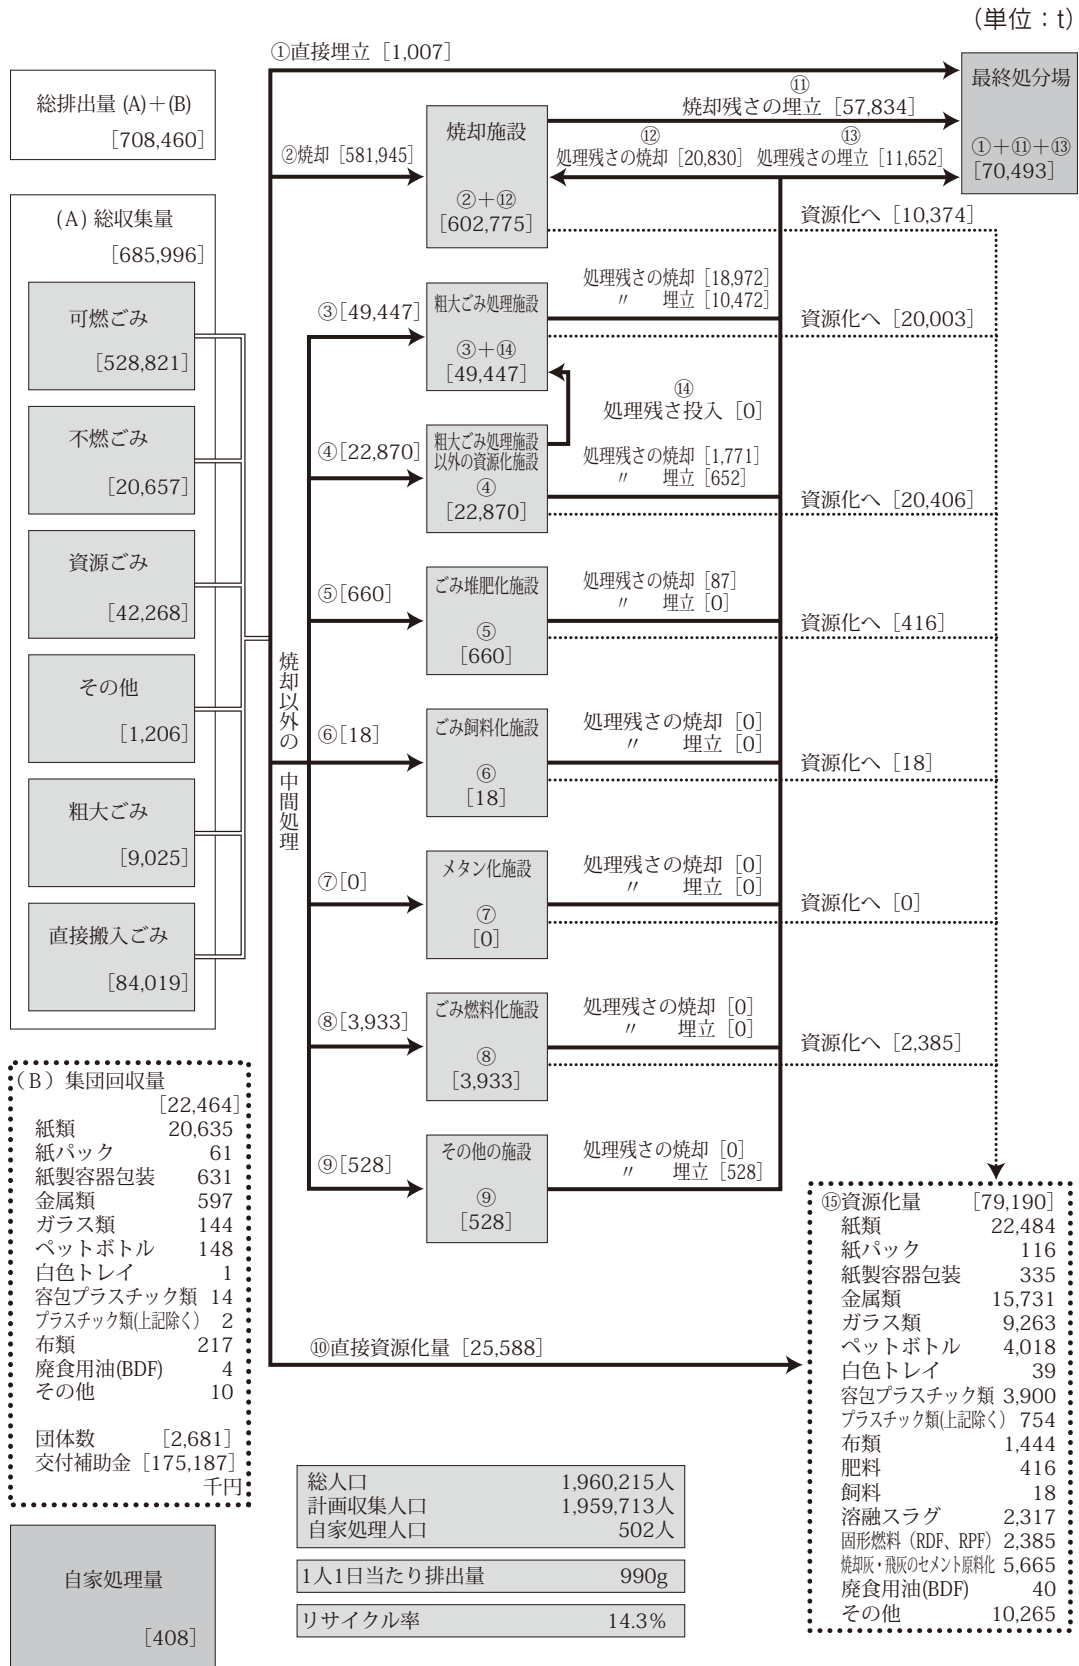 (単位：t)
①直接埋立［1,007］
総排出量 (A)＋(B)
［708,460］
(A) 総収集量
［685,996］
可燃ごみ
［528,821］
不燃ごみ
［20,657］
資源ごみ
［42,268］
その他
［1,206］
粗大ごみ
［9,025］
直接搬入ごみ
［84,019］
②焼却［581,945］
焼却施設
②＋⑫
［602,775］
⑪
焼却残さの埋立［57,834］
⑫
処理残さの焼却［20,830］
⑬
処理残さの埋立［11,652］
最終処分場
①＋⑪＋⑬
［70,493］
資源化へ［10,374］
焼却以外の中間処理
③［49,447］
粗大ごみ処理施設
③＋⑭
［49,447］
処理残さの焼却［18,972］
〃 埋立［10,472］
資源化へ［20,003］
⑭
処理残さ投入［0］
④［22,870］
粗大ごみ処理施設
以外の資源化施設
④
［22,870］
処理残さの焼却［1,771］
〃 埋立［652］
資源化へ［20,406］
⑤［660］
ごみ堆肥化施設
⑤
［660］
処理残さの焼却［87］
〃 埋立［0］
資源化へ［416］
⑥［18］
ごみ飼料化施設
⑥
［18］
処理残さの焼却［0］
〃 埋立［0］
資源化へ［18］
⑦［0］
メタン化施設
⑦
［0］
処理残さの焼却［0］
〃 埋立［0］
資源化へ［0］
⑧［3,933］
ごみ燃料化施設
⑧
［3,933］
処理残さの焼却［0］
〃 埋立［0］
資源化へ［2,385］
⑨［528］
その他の施設
⑨
［528］
処理残さの焼却［0］
〃 埋立［528］
⑩直接資源化量［25,588］
(B) 集団回収量
［22,464］
紙類 20,635
紙パック 61
紙製容器包装 631
金属類 597
ガラス類 144
ペットボトル 148
白色トレイ 1
容包プラスチック類 14
プラスチック類(上記除く) 2
布類 217
廃食用油(BDF) 4
その他 10
団体数 ［2,681］
交付補助金［175,187］
千円
自家処理量
［408］
総人口 1,960,215人
計画収集人口 1,959,713人
自家処理人口 502人
1人1日当たり排出量 990g
リサイクル率 14.3%
⑮資源化量 ［79,190］
紙類 22,484
紙パック 116
紙製容器包装 335
金属類 15,731
ガラス類 9,263
ペットボトル 4,018
白色トレイ 39
容包プラスチック類 3,900
プラスチック類(上記除く) 754
布類 1,444
肥料 416
飼料 18
溶融スラグ 2,317
固形燃料（RDF、RPF） 2,385
焼却灰・飛灰のセメント原料化 5,665
廃食用油(BDF) 40
その他 10,265